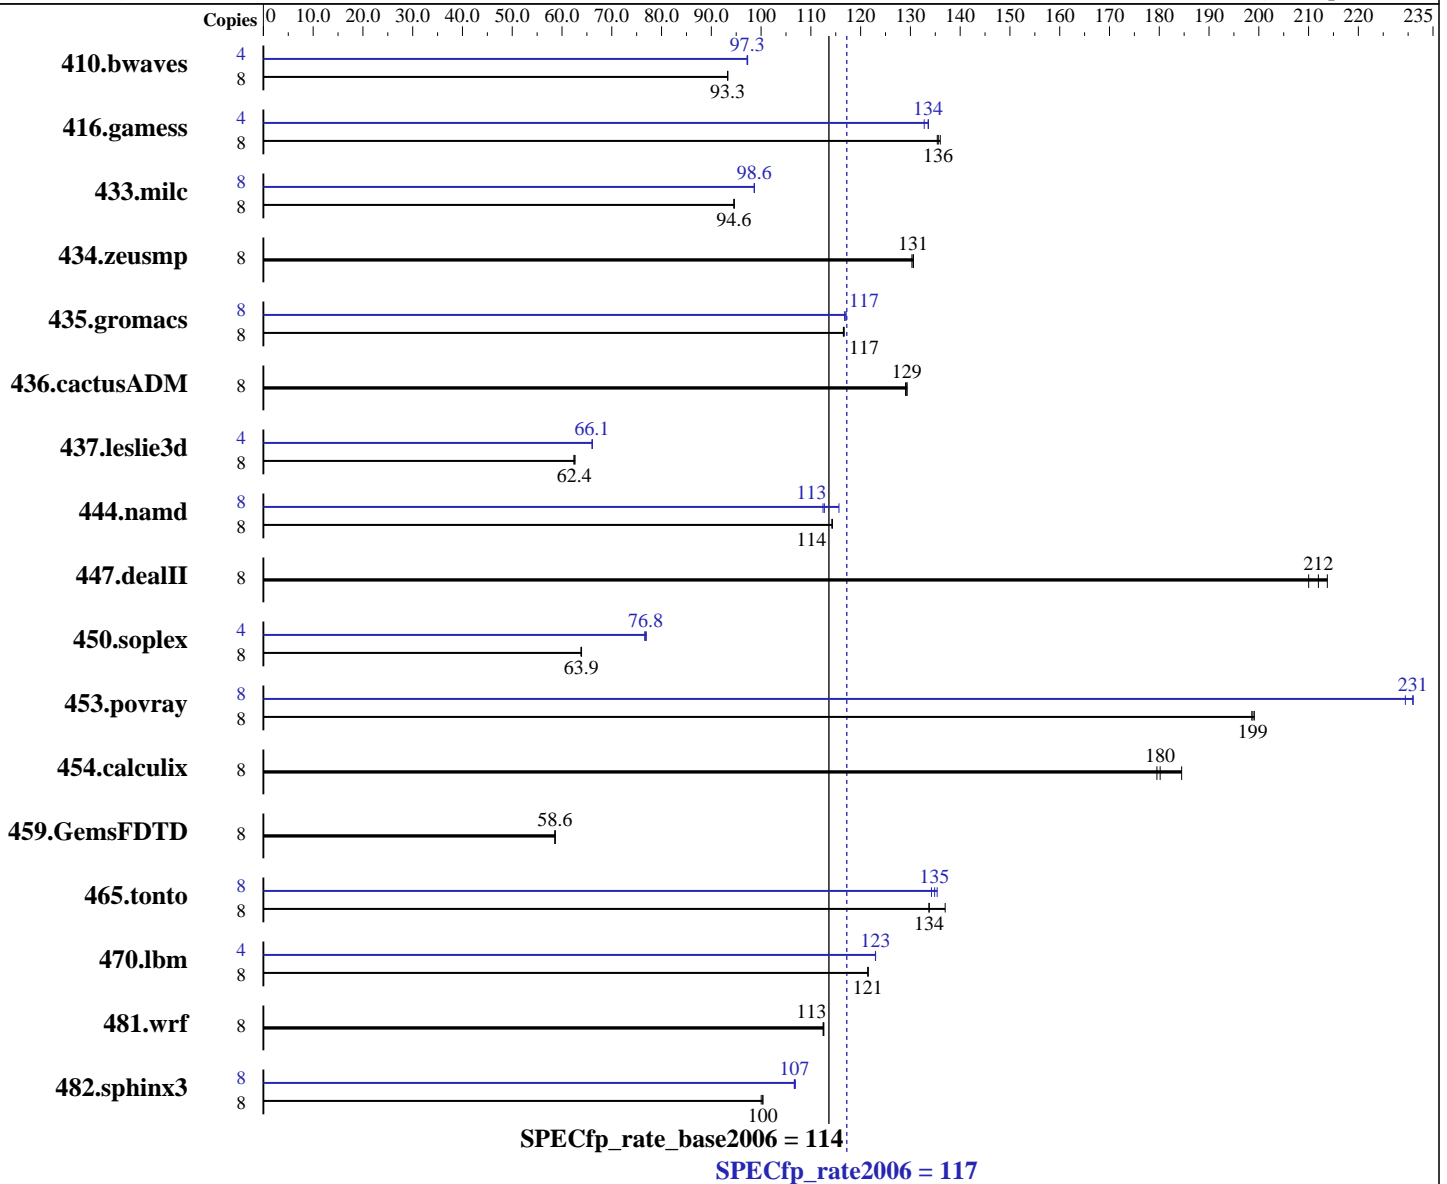 Copies 0 10.0 20.0 30.0 40.0 50.0 60.0 70.0 80.0 90.0 100 110 120 130 140 150 160 170 180 190 200 210 220 235
410.bwaves 4 97.3
8 93.3
416.gamess 4 134
8 136
433.milc 8 98.6
8 94.6
434.zeusmp 8 131
435.gromacs 8 117
8 117
436.cactusADM 8 129
437.leslie3d 4 66.1
8 62.4
444.namd 8 113
8 114
447.dealII 8 212
450.soplex 4 76.8
8 63.9
453.povray 8 231
8 199
454.calculix 8 180
459.GemsFDTD 8 58.6
465.tonto 8 135
8 134
470.lbm 4 123
8 121
481.wrf 8 113
482.sphinx3 8 107
8 100
SPECfp_rate_base2006 = 114
SPECfp_rate2006 = 117